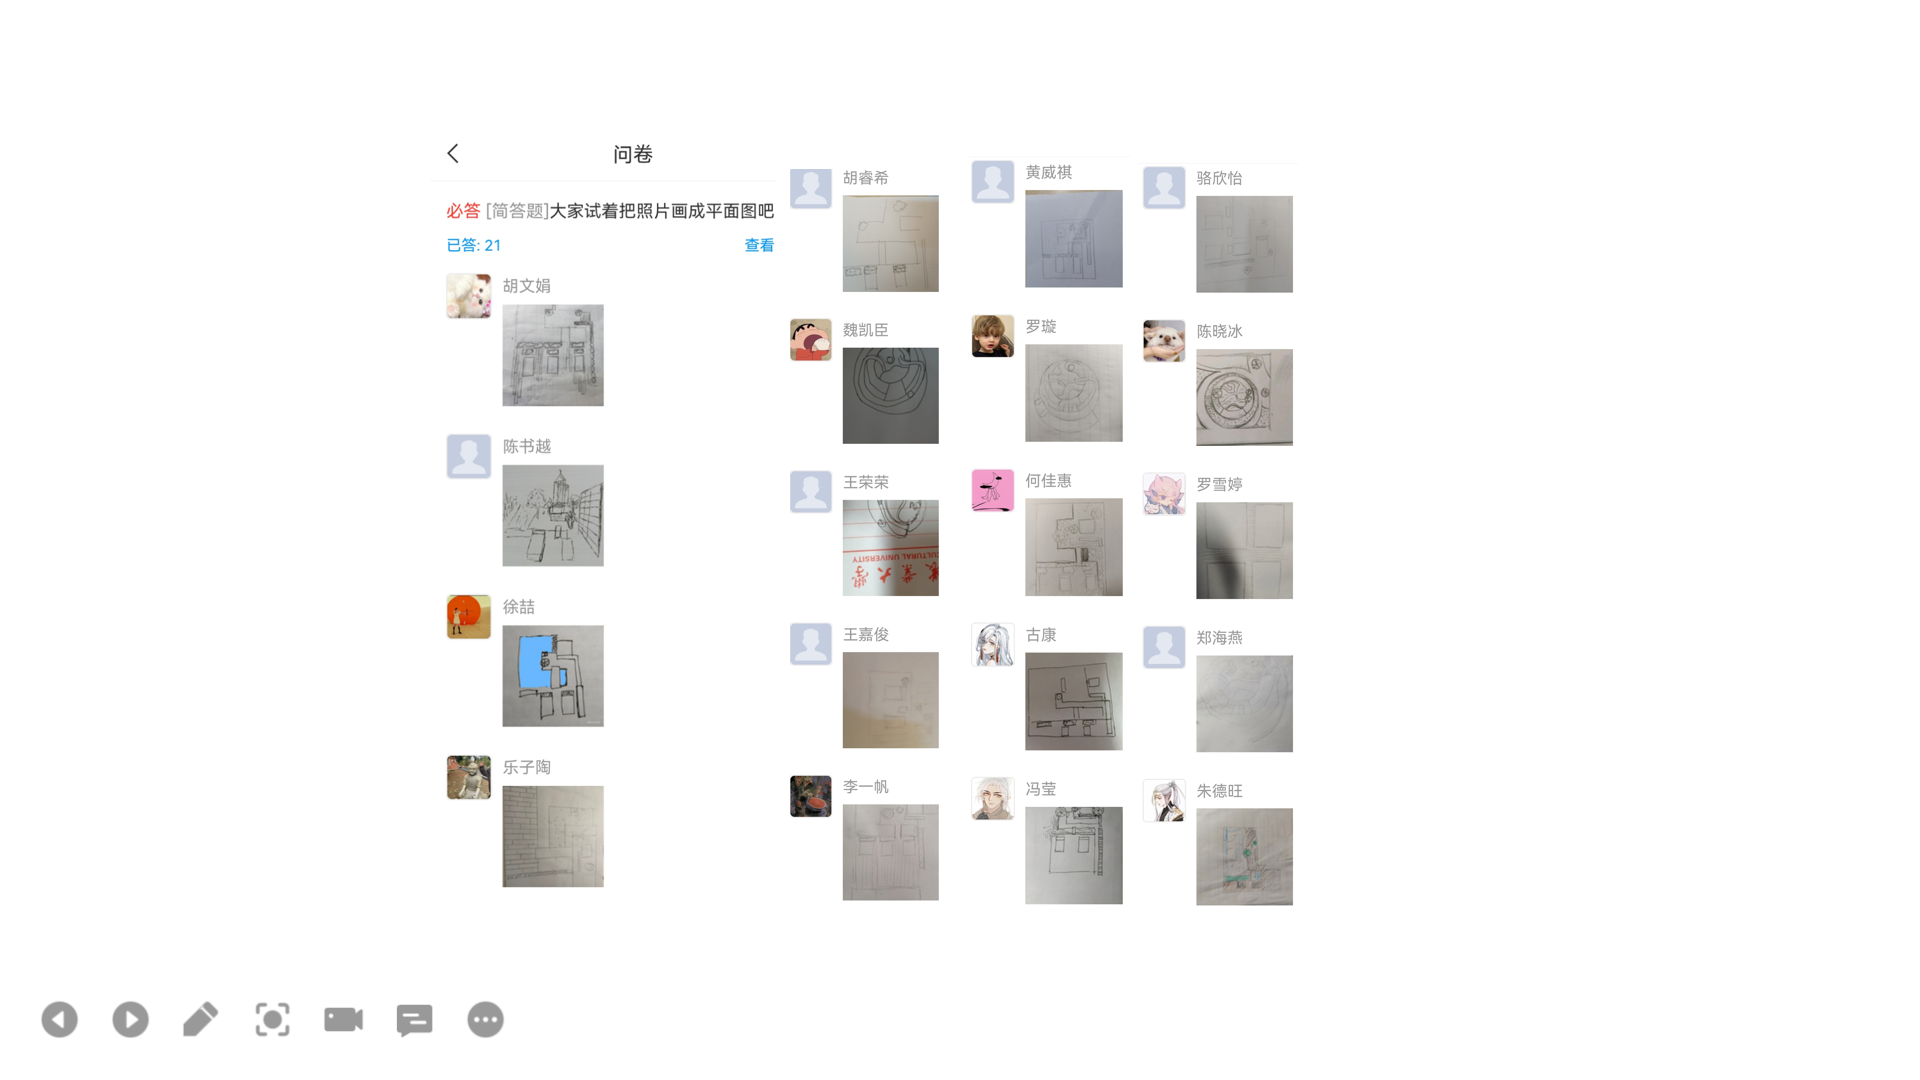 问卷
必答 [简答题]大家试着把照片画成平面图吧
已答: 21
查看
胡文娟
陈书越
徐喆
乐子陶
胡睿希
魏凯臣
王荣荣
CULTURAL UNIVERSITY
王嘉俊
李一帆
黄威祺
罗璇
何佳惠
古康
冯莹
骆欣怡
陈晓冰
罗雪婷
郑海燕
朱德旺